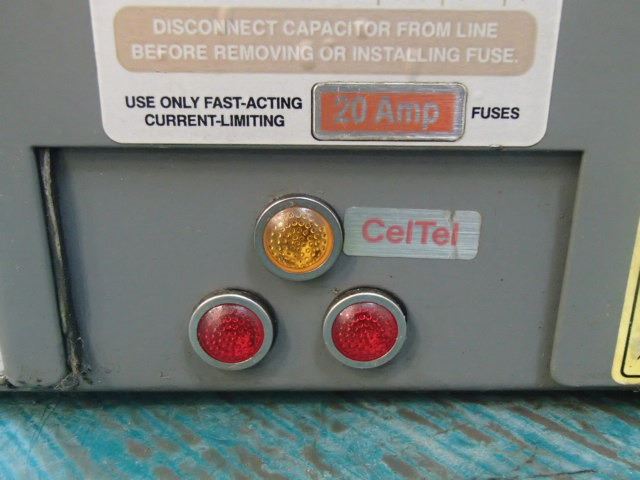 DISCONNECT CAPACITOR FROM LINE
BEFORE REMOVING OR INSTALLING FUSE.
USE ONLY FAST-ACTING
CURRENT-LIMITING
20 Amp
FUSES
CelTel